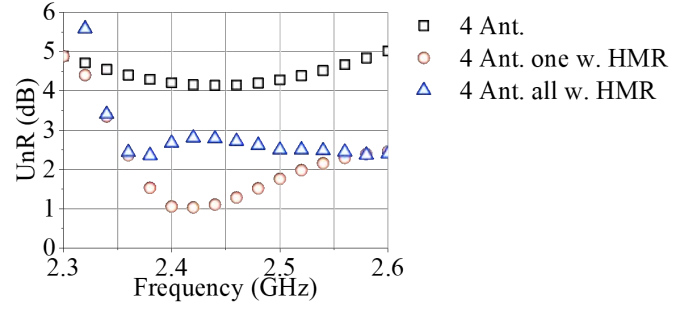 6
5
4
3
2
1
0
UnR (dB)
2.3 2.4 2.5 2.6
Frequency (GHz)
4 Ant.
4 Ant. one w. HMR
4 Ant. all w. HMR